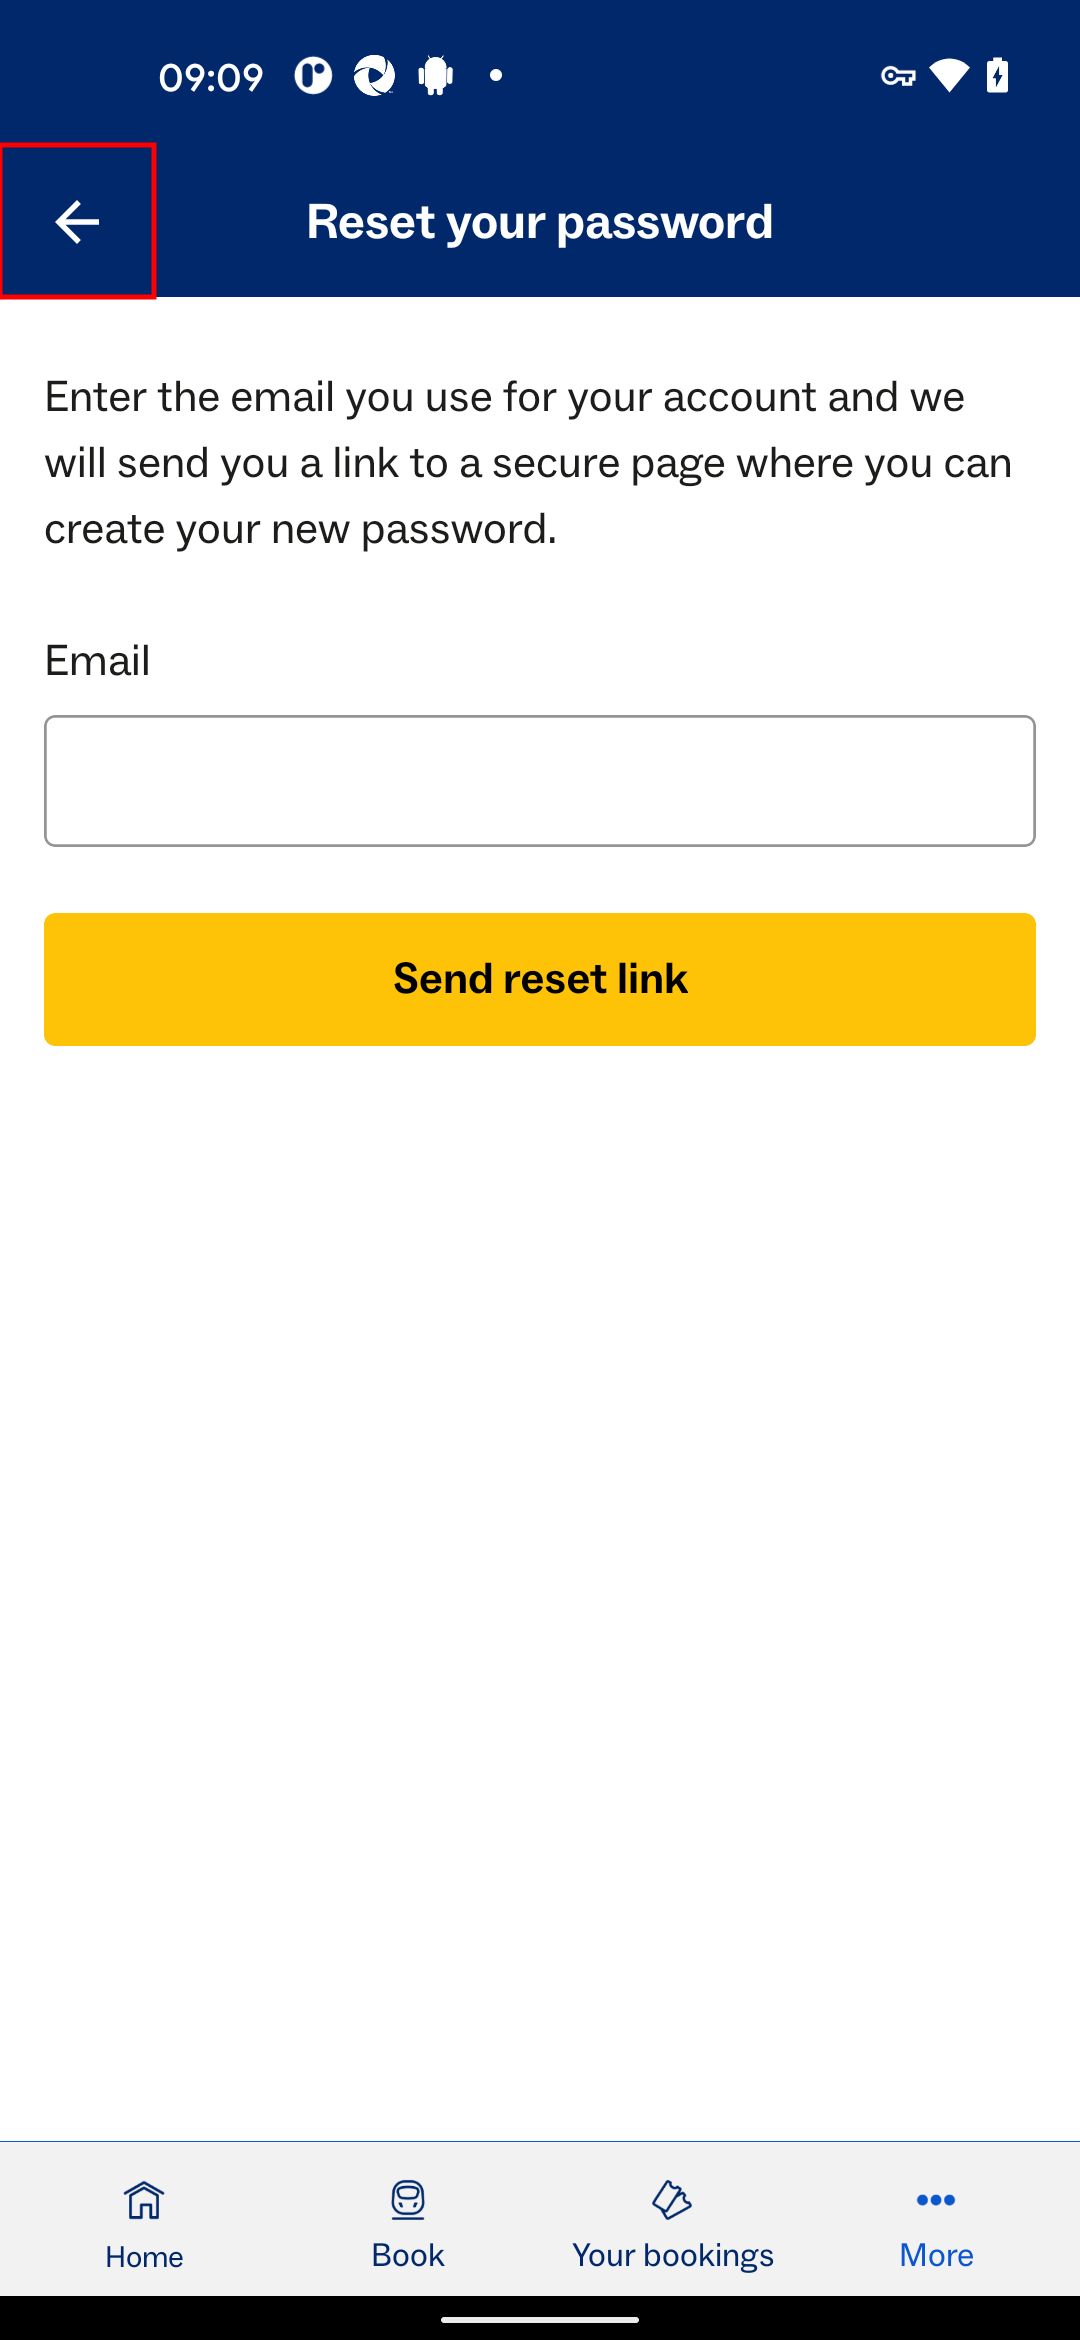 09:09
Reset your password
Enter the email you use for your account and we
will send you a link to a secure page where you can
create your new password.
Email
Send reset link
Home
Book
Your bookings
More